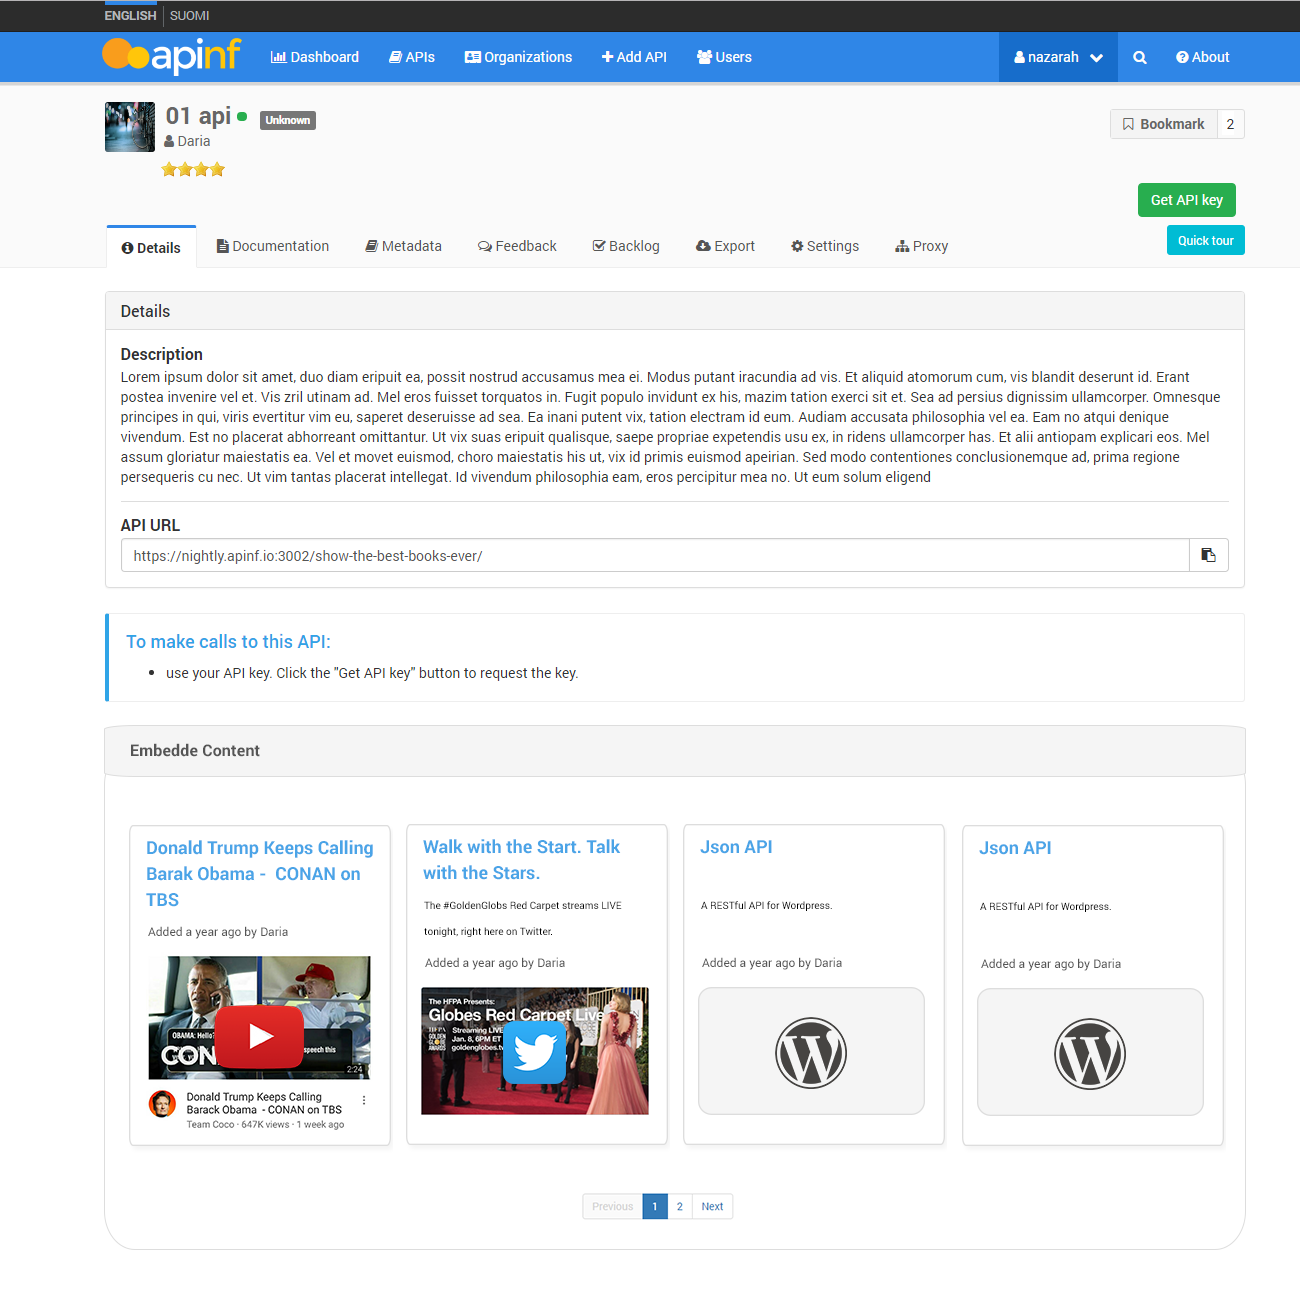 ENGLISH SUOMI
apinf Dashboard APIs Organizations Add API Users nazarah About
01 api Unknown
Daria
Bookmark 2
Get API key
Details Documentation Metadata Feedback Backlog Export Settings Proxy
Quick tour
Details
Description
Lorem ipsum dolor sit amet, duo diam eripuit ea, possit nostrud accusamus mea ei. Modus putant iracundia ad vis. Et aliquid atomorum cum, vis blandit deserunt id. Erant
postea invenire vel et. Vis zril utinam ad. Mel eros fuisset torquatos in. Fugit populo invidunt ex his, mazim tation exerci sit et. Sea ad persius dignissim ullamcorper. Omnesque
principes in qui, viris evertitur vim eu, saperet deseruisse ad sea. Ea inani putent vix, tation electram id eum. Audiam accusata philosophia vel ea. Eam no atqui denique
vivendum. Est no placerat abhorreant omittantur. Ut vix suas eripuit qualisque, saepe propriae expetendis usu ex, in ridens ullamcorper has. Et alii antiopam explicari eos. Mel
assum gloriatur maiestatis ea. Vel et movet euismod, choro maiestatis his ut, vix id primis euismod apeirian. Sed modo contentiones conclusionemque ad, prima regione
persequeris cu nec. Ut vim tantas placerat intellegat. Id vivendum philosophia eam, eros percipitur mea no. Ut eum solum eligend
API URL
https://nightly.apinf.io:3002/show-the-best-books-ever/
To make calls to this API:
use your API key. Click the "Get API key" button to request the key.
Embedde Content
Donald Trump Keeps Calling
Barak Obama - CONAN on
TBS
Added a year ago by Daria
OBAMA: Hello?
speech this
CON
2:24
Donald Trump Keeps Calling
Barack Obama - CONAN on TBS
Team Coco · 647K views · 1 week ago
Walk with the Start. Talk
with the Stars.
The #GoldenGlobs Red Carpet streams LIVE
tonight, right here on Twitter.
Added a year ago by Daria
The HFPA Presents:
Globes Red Carpet Live
HFPA
GOLDEN
GLOBE
AWARDS
Streaming LIVE
Jan. 8, 6PM ET
goldenglobes.tv
Json API
A RESTful API for Wordpress.
Added a year ago by Daria
Json API
A RESTful API for Wordpress.
Added a year ago by Daria
Previous 1 2 Next